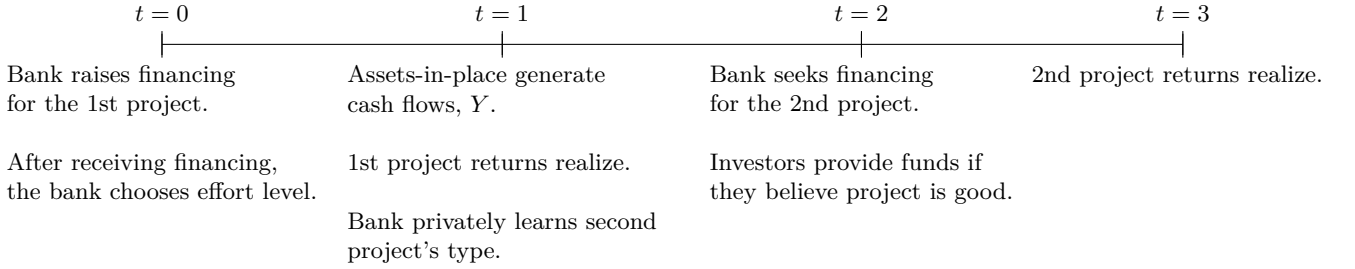 t = 0
t = 1
t = 2
t = 3
Bank raises financing
for the 1st project.
After receiving financing,
the bank chooses effort level.
Assets-in-place generate
cash flows, Y.
1st project returns realize.
Bank privately learns second
project's type.
Bank seeks financing
for the 2nd project.
Investors provide funds if
they believe project is good.
2nd project returns realize.